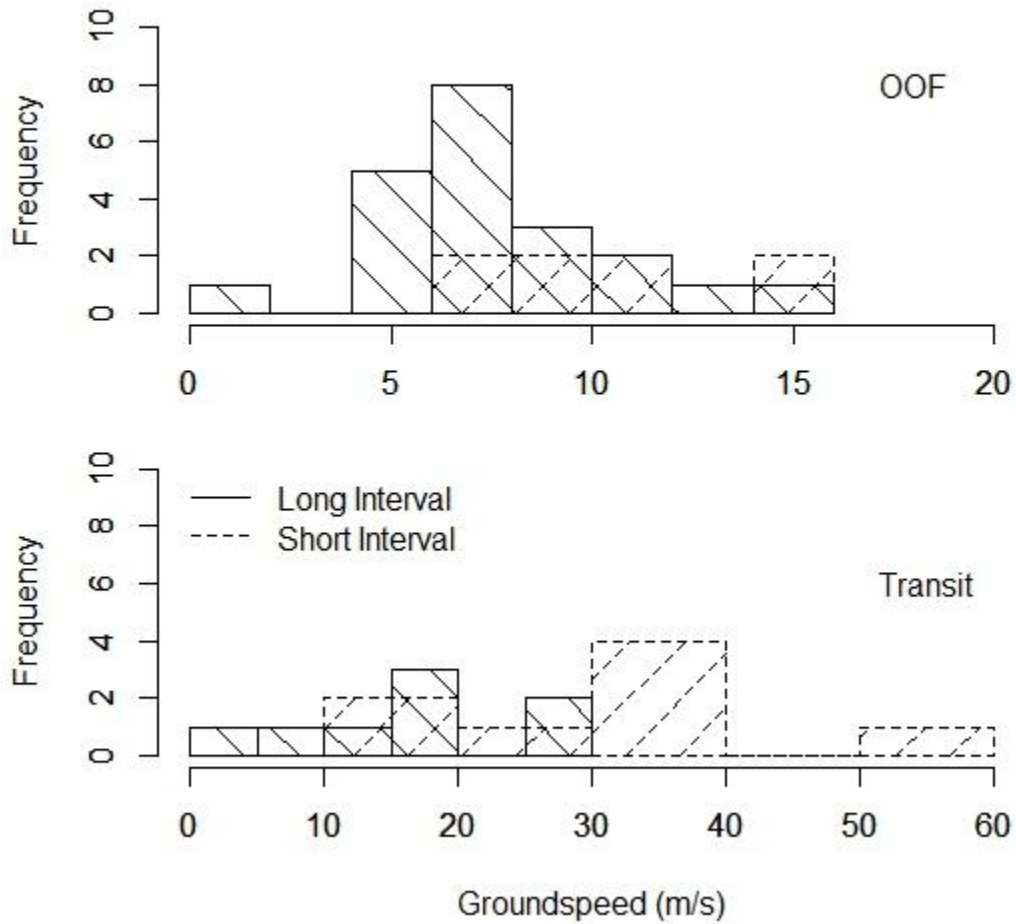 10
8
6
4
2
0
Frequency
OOF
0 5 10 15 20
10
8
6
4
2
0
Frequency
Long Interval
Short Interval
Transit
0 10 20 30 40 50 60
Groundspeed (m/s)